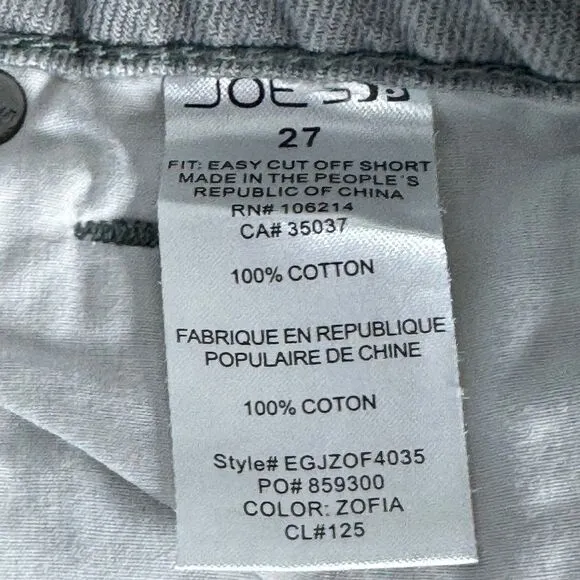 JOE'S
27
FIT: EASY CUT OFF SHORT
MADE IN THE PEOPLE'S
REPUBLIC OF CHINA
RN# 106214
CA# 35037
100% COTTON
FABRIQUE EN REPUBLIQUE
POPULAIRE DE CHINE
100% COTON
Style# EGJZOF4035
PO# 859300
COLOR: ZOFIA
CL#125